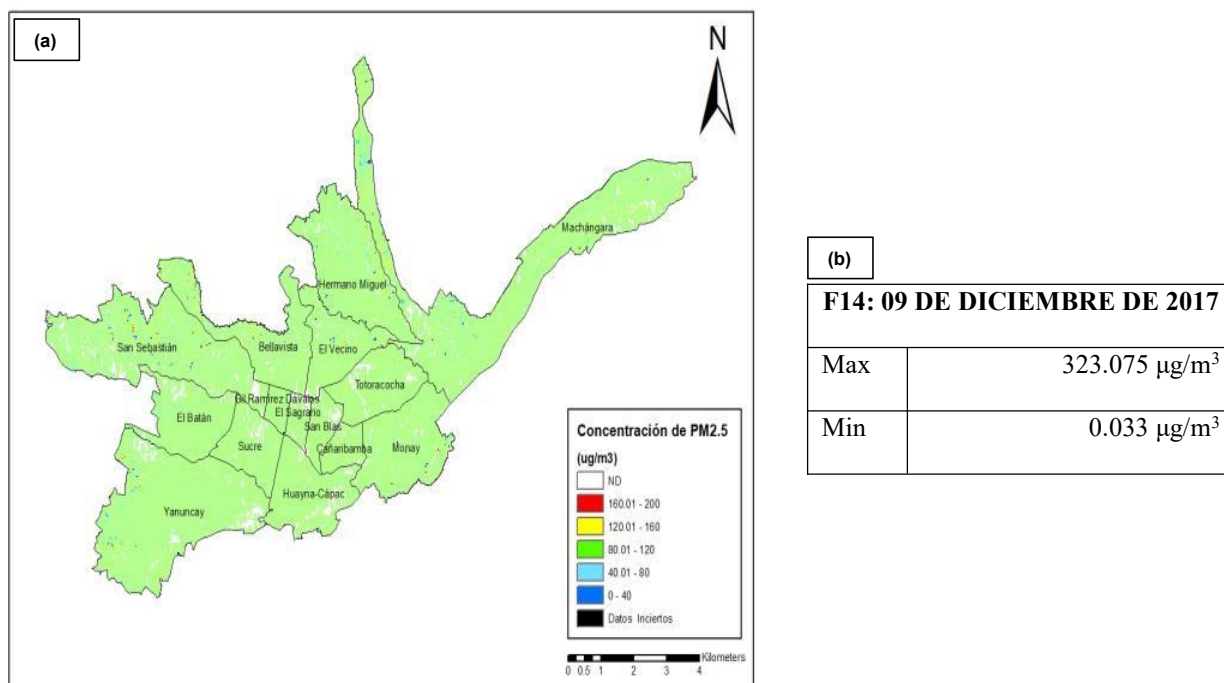 (a)
N
Machángara
Hermano Miguel
San Sebastián
Bellavista
El Vecino
Totoracocha
Gil Ramírez Dávalos
El Batán
El Sagrario
San Blas
Sucre
Cañaribamba
Monay
Huayna-Cápac
Yanuncay
Concentración de PM2.5
(ug/m3)
ND
160.01 - 200
120.01 - 160
80.01 - 120
40.01 - 80
0 - 40
Datos Inciertos
Kilometers
0 0.5 1 2 3 4
(b)
F14: 09 DE DICIEMBRE DE 2017
Max 323.075 μg/m³
Min 0.033 μg/m³